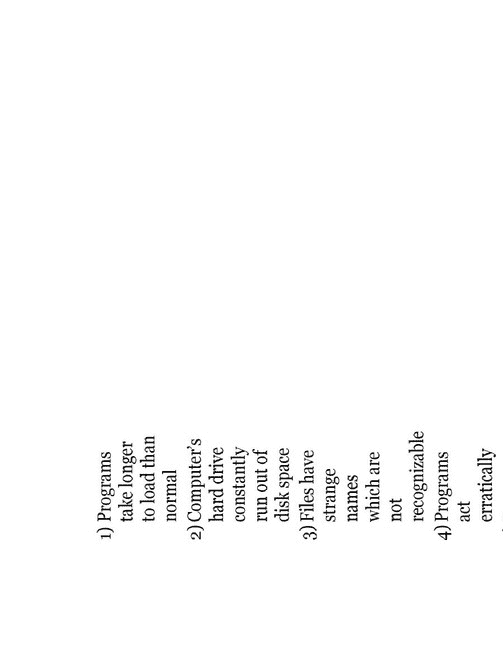 1) Programs
take longer
to load than
normal
2) Computer's
hard drive
constantly
run out of
disk space
3) Files have
strange
names
which are
not
recognizable
4) Programs
act
erratically